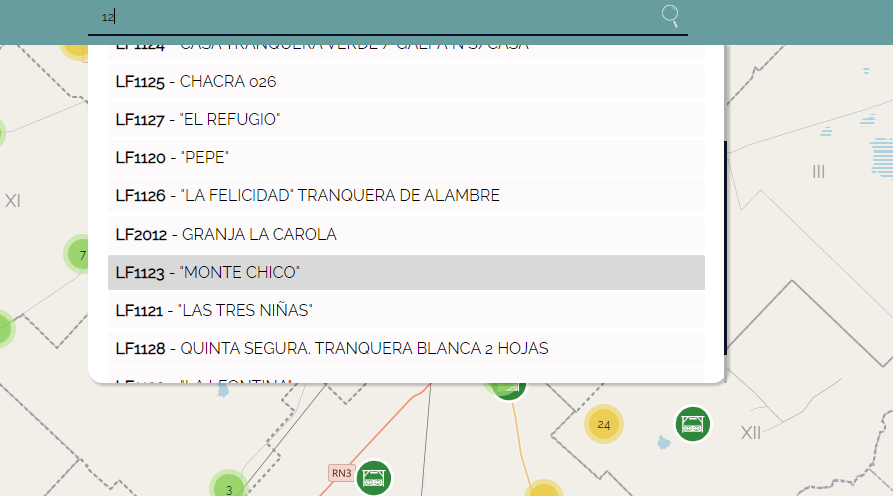 12
LF1124 - CASA TRANQUERA VERDE / GALPÃN S/CASA
LF1125 - CHACRA 026
LF1127 - "EL REFUGIO"
LF1120 - "PEPE"
LF1126 - "LA FELICIDAD" TRANQUERA DE ALAMBRE
LF2012 - GRANJA LA CAROLA
LF1123 - "MONTE CHICO"
LF1121 - "LAS TRES NIÑAS"
LF1128 - QUINTA SEGURA. TRANQUERA BLANCA 2 HOJAS
"LA LEONTINA"
III
XI
7
24
XII
RN3
3